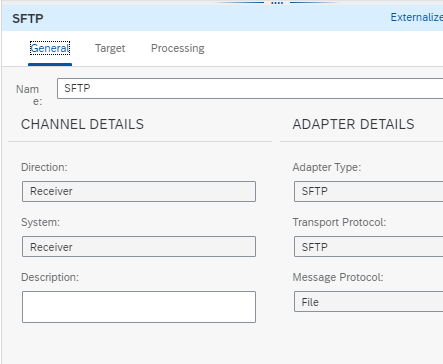 SFTP
Externalize
General Target Processing
Nam
e:
SFTP
CHANNEL DETAILS
ADAPTER DETAILS
Direction:
Adapter Type:
Receiver
SFTP
System:
Transport Protocol:
Receiver
SFTP
Description:
Message Protocol:
File